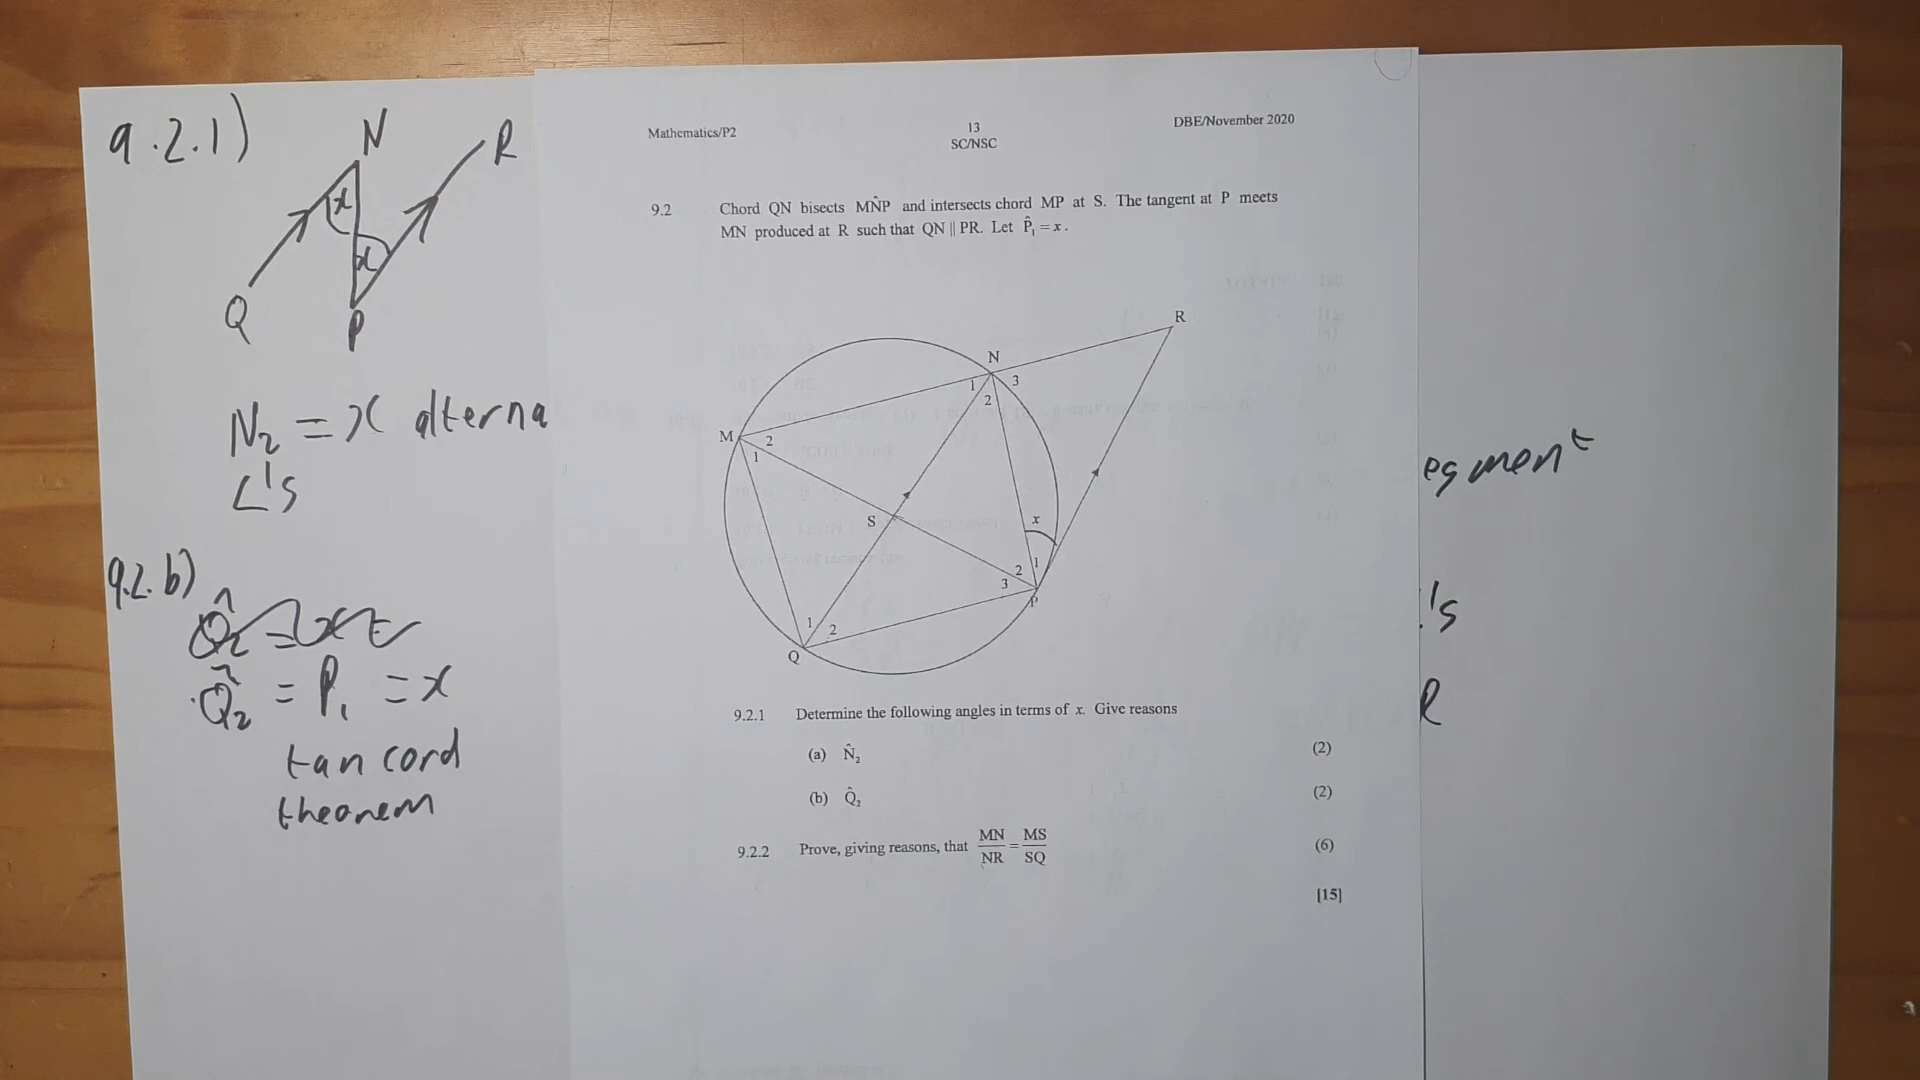 9.2.1)
N
R
x
x
Q
P
N₂ = x alterna
∠'s
9.2.b)
Q̂₂ = P₁ = x
tan cord
theorem
Mathematics/P2
13
SC/NSC
DBE/November 2020
9.2 Chord QN bisects MN̂P and intersects chord MP at S. The tangent at P meets
MN produced at R such that QN || PR. Let P̂₁ = x.
R
N
1
3
2
M
2
1
S
x
2
1
3
P
1
2
Q
9.2.1 Determine the following angles in terms of x. Give reasons
(a) N̂₂ (2)
(b) Q̂₂ (2)
9.2.2 Prove, giving reasons, that MN/NR = MS/SQ (6)
[15]
egment
's
R